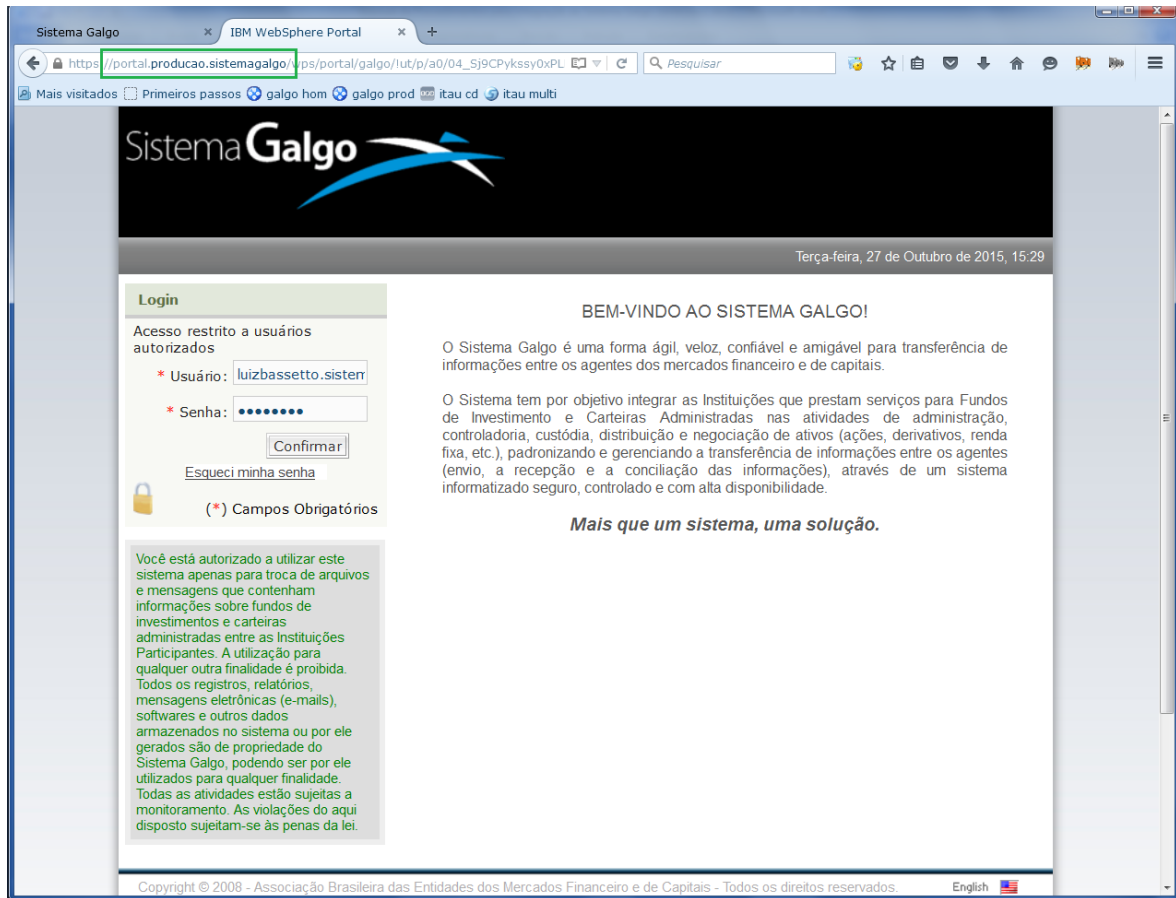 Sistema Galgo
IBM WebSphere Portal
https://portal.producao.sistemagalgo/wps/portal/galgo/!ut/p/a0/04_Sj9CPykssy0xPL
Pesquisar
Mais visitados Primeiros passos galgo hom galgo prod itau cd itau multi
Sistema Galgo
Terça-feira, 27 de Outubro de 2015, 15:29
Login
Acesso restrito a usuários
autorizados
* Usuário: luizbassetto.sistem
* Senha: ••••••••
Confirmar
Esqueci minha senha
(*) Campos Obrigatórios
Você está autorizado a utilizar este
sistema apenas para troca de arquivos
e mensagens que contenham
informações sobre fundos de
investimentos e carteiras
administradas entre as Instituições
Participantes. A utilização para
qualquer outra finalidade é proibida.
Todos os registros, relatórios,
mensagens eletrônicas (e-mails),
softwares e outros dados
armazenados no sistema ou por ele
gerados são de propriedade do
Sistema Galgo, podendo ser por ele
utilizados para qualquer finalidade.
Todas as atividades estão sujeitas a
monitoramento. As violações do aqui
disposto sujeitam-se às penas da lei.
BEM-VINDO AO SISTEMA GALGO!
O Sistema Galgo é uma forma ágil, veloz, confiável e amigável para transferência de
informações entre os agentes dos mercados financeiro e de capitais.
O Sistema tem por objetivo integrar as Instituições que prestam serviços para Fundos
de Investimento e Carteiras Administradas nas atividades de administração,
controladoria, custódia, distribuição e negociação de ativos (ações, derivativos, renda
fixa, etc.), padronizando e gerenciando a transferência de informações entre os agentes
(envio, a recepção e a conciliação das informações), através de um sistema
informatizado seguro, controlado e com alta disponibilidade.
Mais que um sistema, uma solução.
Copyright © 2008 - Associação Brasileira das Entidades dos Mercados Financeiro e de Capitais - Todos os direitos reservados.
English